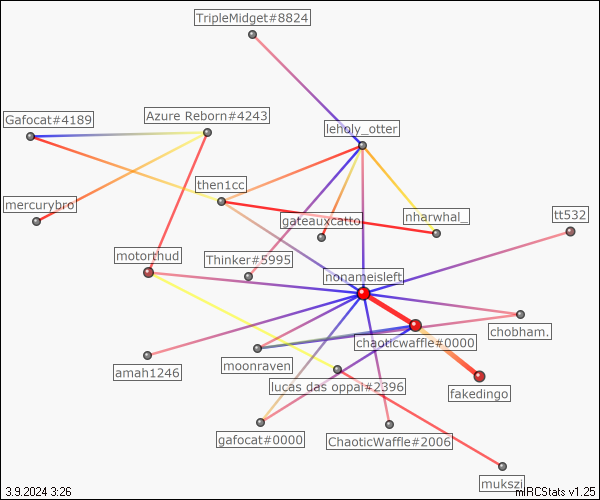 TripleMidget#8824
Gafocat#4189
Azure Reborn#4243
leholy_otter
then1cc
mercurybro
gateauxcatto
nharwhal_
tt532
motorthud
Thinker#5995
nonameisleft
chobham.
chaoticwaffle#0000
moonraven
amah1246
lucas das oppai#2396
fakedingo
gafocat#0000
ChaoticWaffle#2006
mukszi
3.9.2024 3:26
mIRCStats v1.25